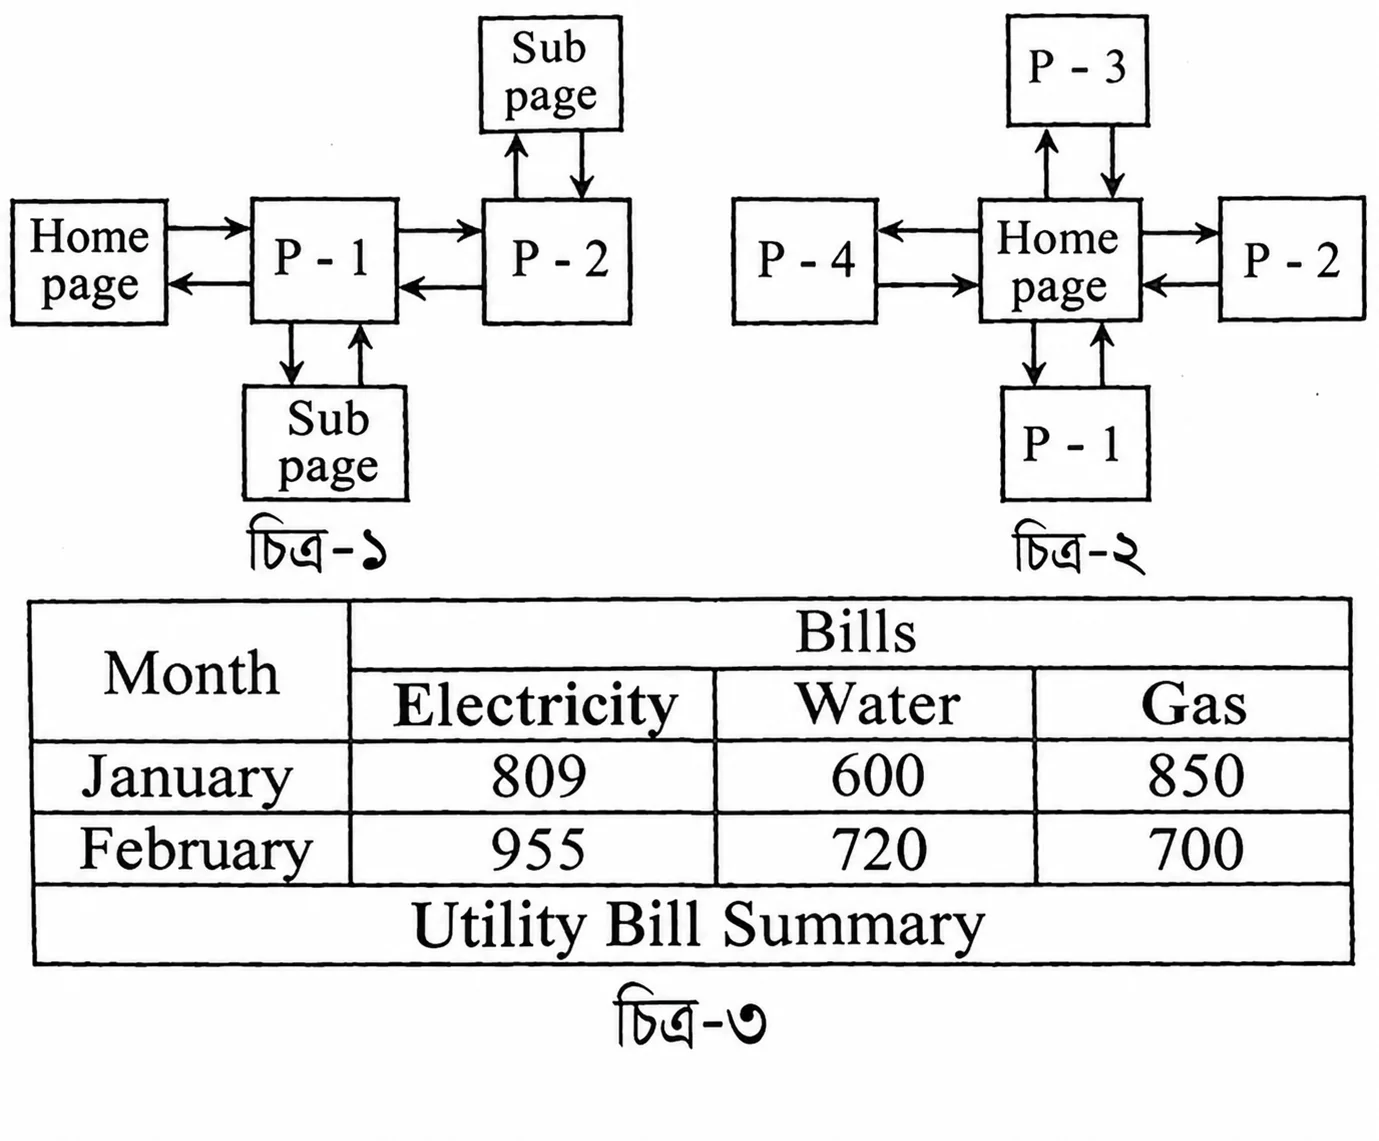 Sub
page
Home
page
P - 1
P - 2
Sub
page
চিত্র-১
P - 3
P - 4
Home
page
P - 2
P - 1
চিত্র-২
Month
Bills
Electricity Water Gas
January 809 600 850
February 955 720 700
Utility Bill Summary
চিত্র-৩